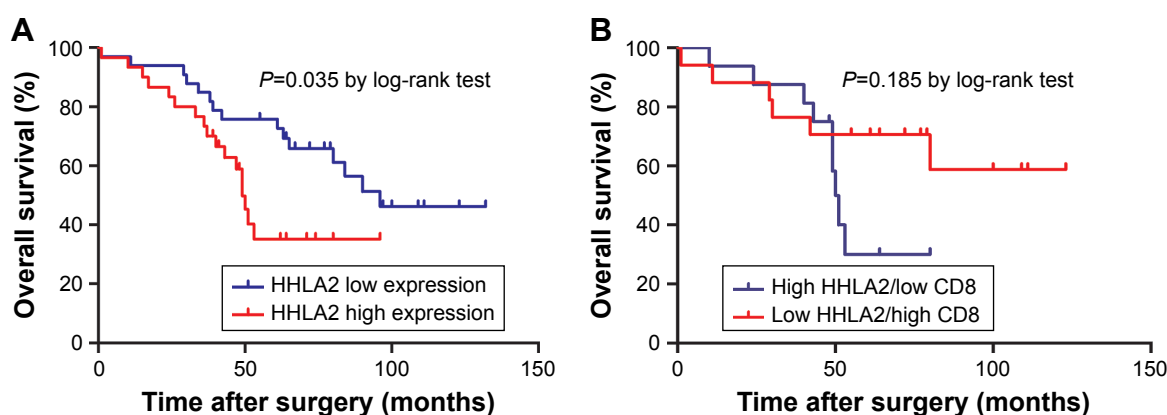 A
Overall survival (%)
100
80
60
40
20
0
P=0.035 by log-rank test
HHLA2 low expression
HHLA2 high expression
0
50
100
150
Time after surgery (months)
B
Overall survival (%)
100
80
60
40
20
0
P=0.185 by log-rank test
High HHLA2/low CD8
Low HHLA2/high CD8
0
50
100
150
Time after surgery (months)